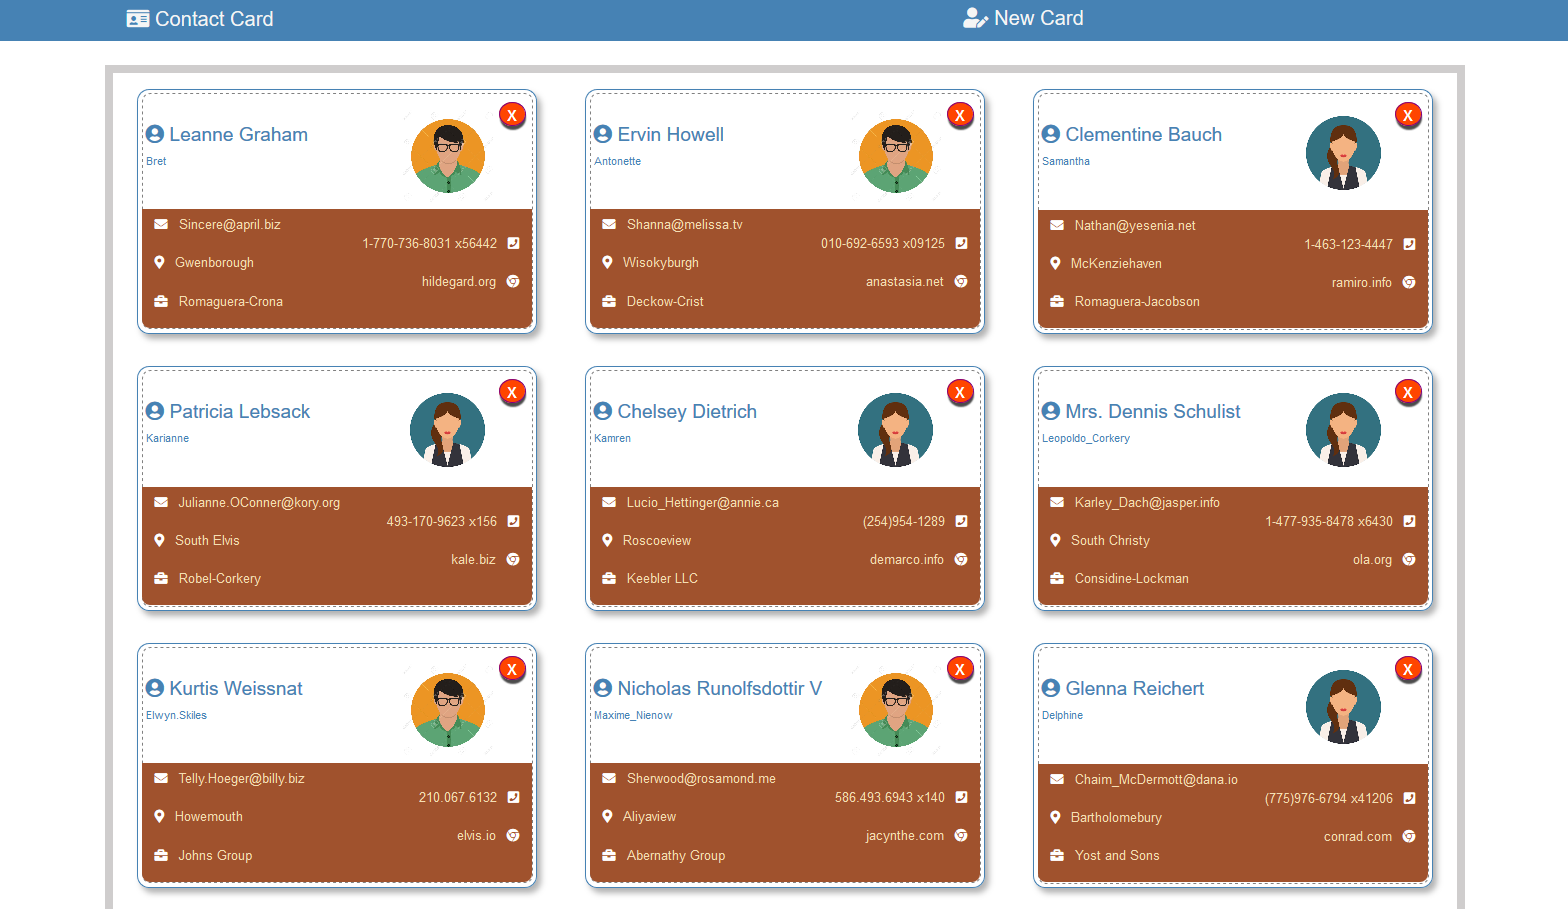 Contact Card
New Card
X
Leanne Graham
Bret
Sincere@april.biz
1-770-736-8031 x56442
Gwenborough
hildegard.org
Romaguera-Crona
X
Ervin Howell
Antonette
Shanna@melissa.tv
010-692-6593 x09125
Wisokyburgh
anastasia.net
Deckow-Crist
X
Clementine Bauch
Samantha
Nathan@yesenia.net
1-463-123-4447
McKenziehaven
ramiro.info
Romaguera-Jacobson
X
Patricia Lebsack
Karianne
Julianne.OConner@kory.org
493-170-9623 x156
South Elvis
kale.biz
Robel-Corkery
X
Chelsey Dietrich
Kamren
Lucio_Hettinger@annie.ca
(254)954-1289
Roscoeview
demarco.info
Keebler LLC
X
Mrs. Dennis Schulist
Leopoldo_Corkery
Karley_Dach@jasper.info
1-477-935-8478 x6430
South Christy
ola.org
Considine-Lockman
X
Kurtis Weissnat
Elwyn.Skiles
Telly.Hoeger@billy.biz
210.067.6132
Howemouth
elvis.io
Johns Group
X
Nicholas Runolfsdottir V
Maxime_Nienow
Sherwood@rosamond.me
586.493.6943 x140
Aliyaview
jacynthe.com
Abernathy Group
X
Glenna Reichert
Delphine
Chaim_McDermott@dana.io
(775)976-6794 x41206
Bartholomebury
conrad.com
Yost and Sons